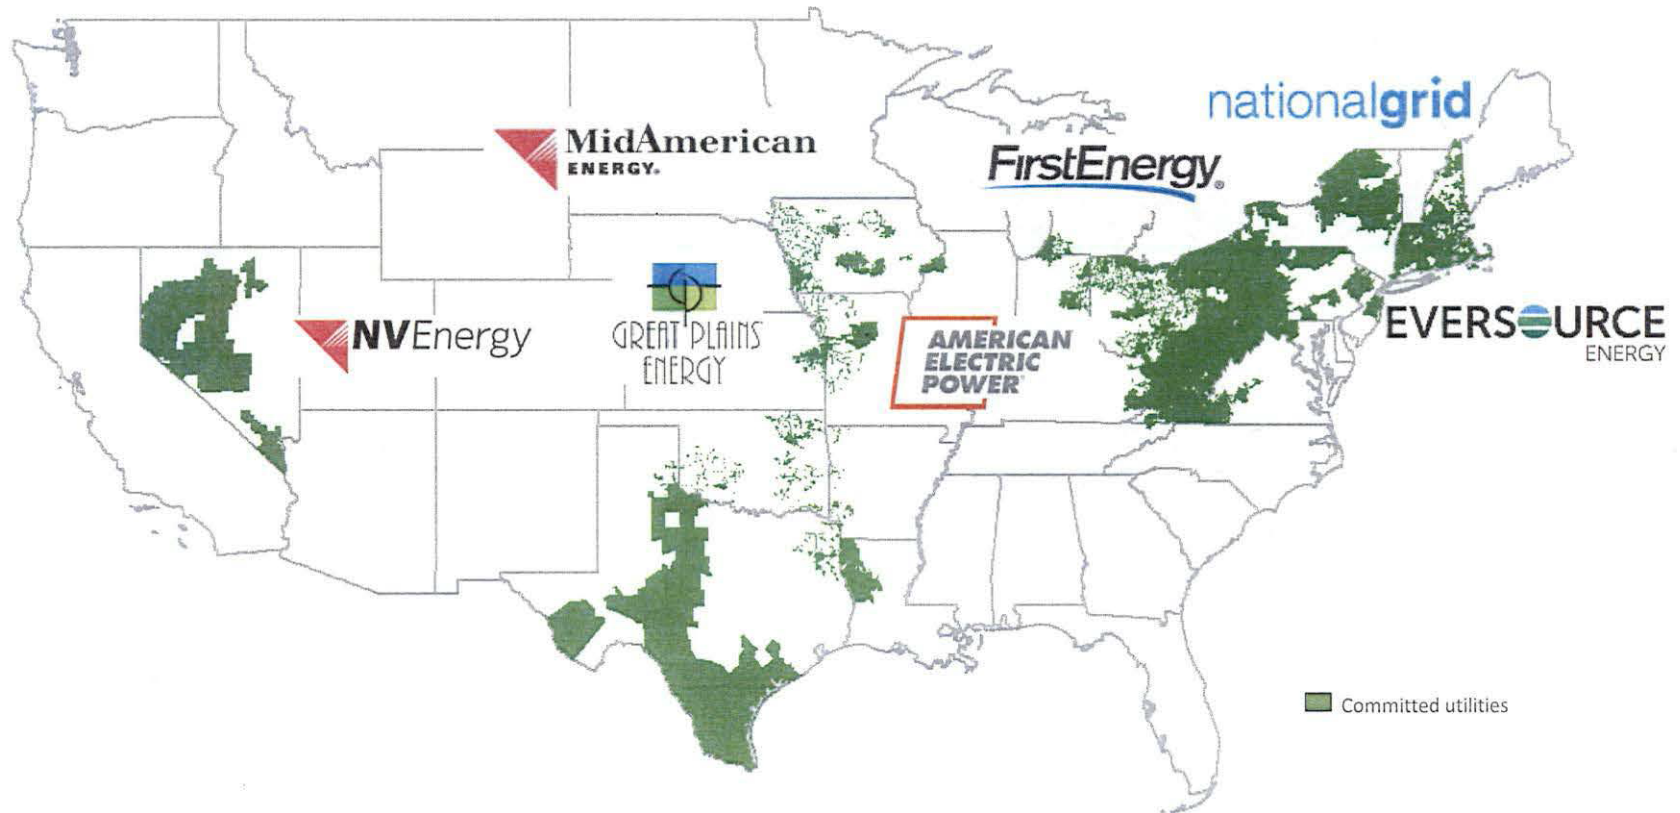 nationalgrid
MidAmerican
ENERGY®
FirstEnergy®
NVEnergy
GREAT PLAINS
ENERGY
AMERICAN
ELECTRIC
POWER®
EVERSOURCE
ENERGY
Committed utilities